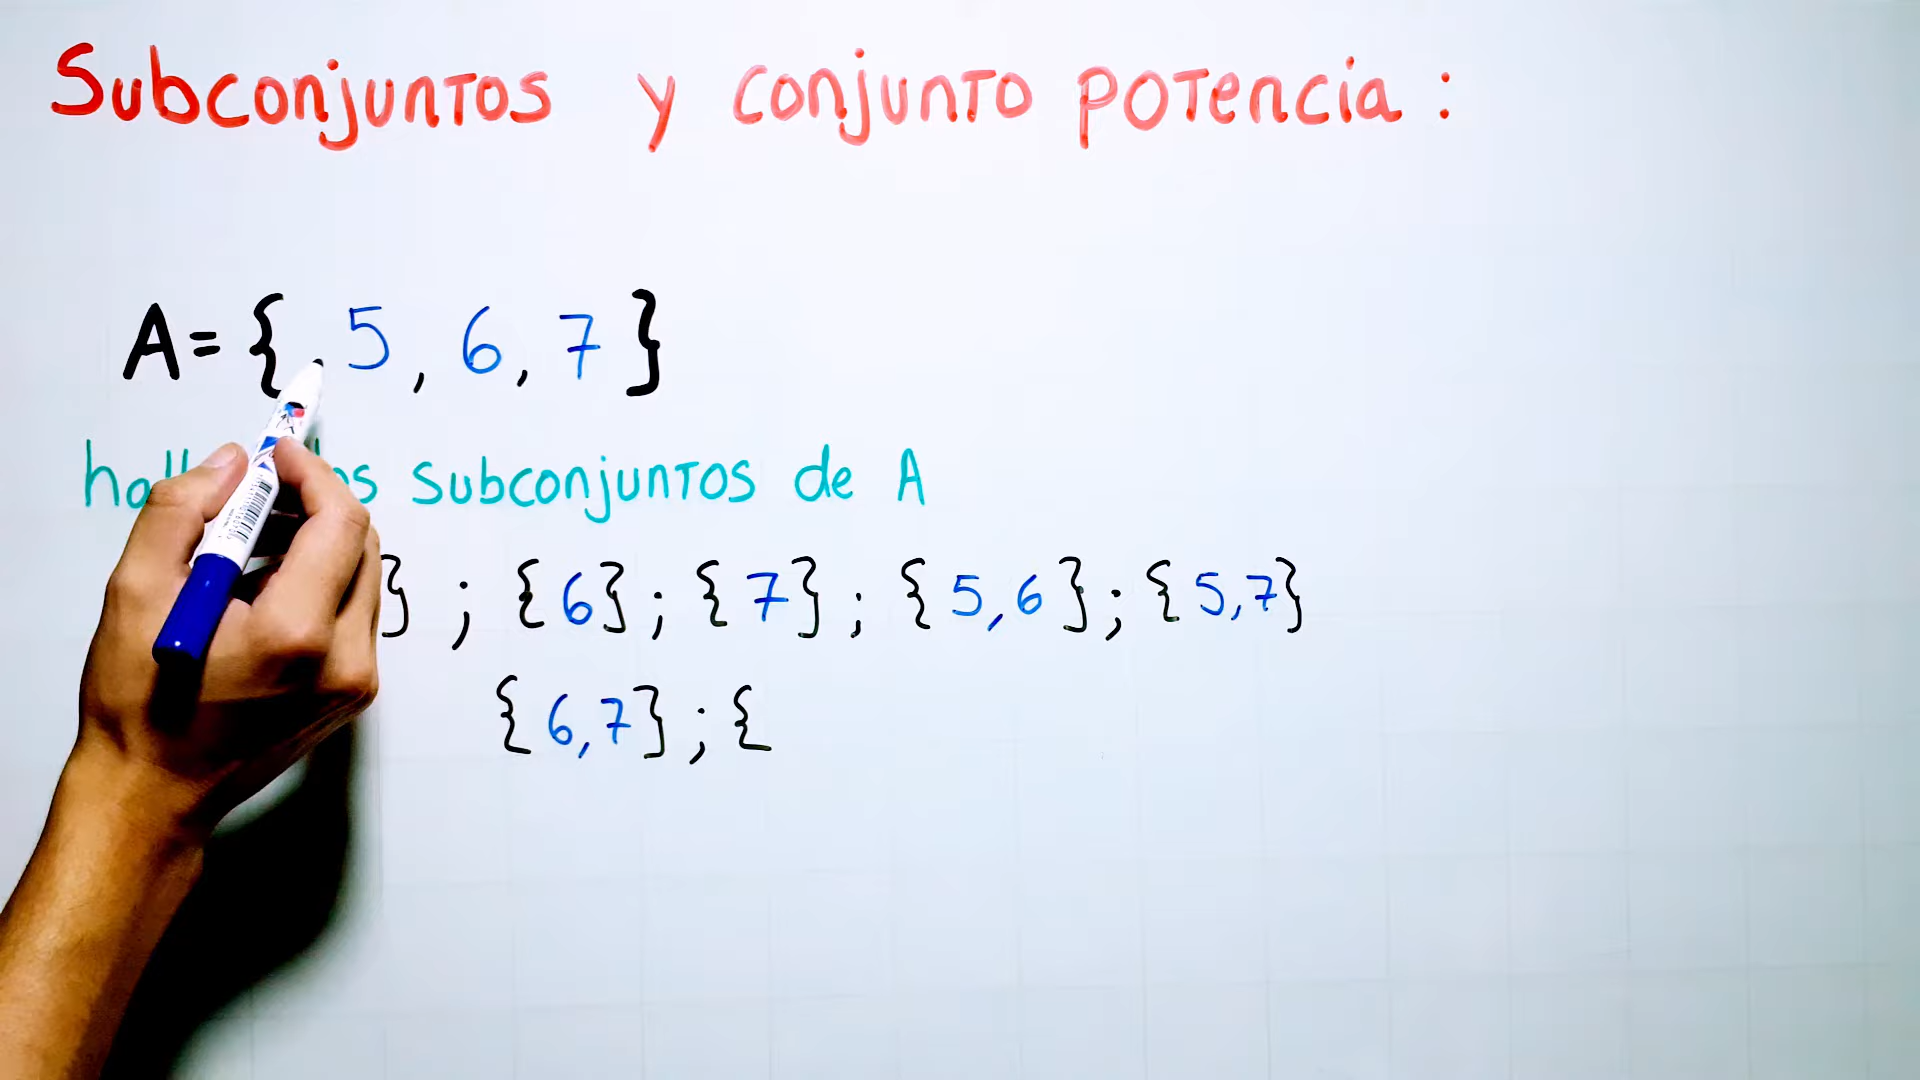 Subconjuntos y conjunto potencia :
A= { 5 , 6 , 7 }
subconjuntos de A
} ; {6} ; {7} ; {5,6} ; {5,7}
{6,7} ; {